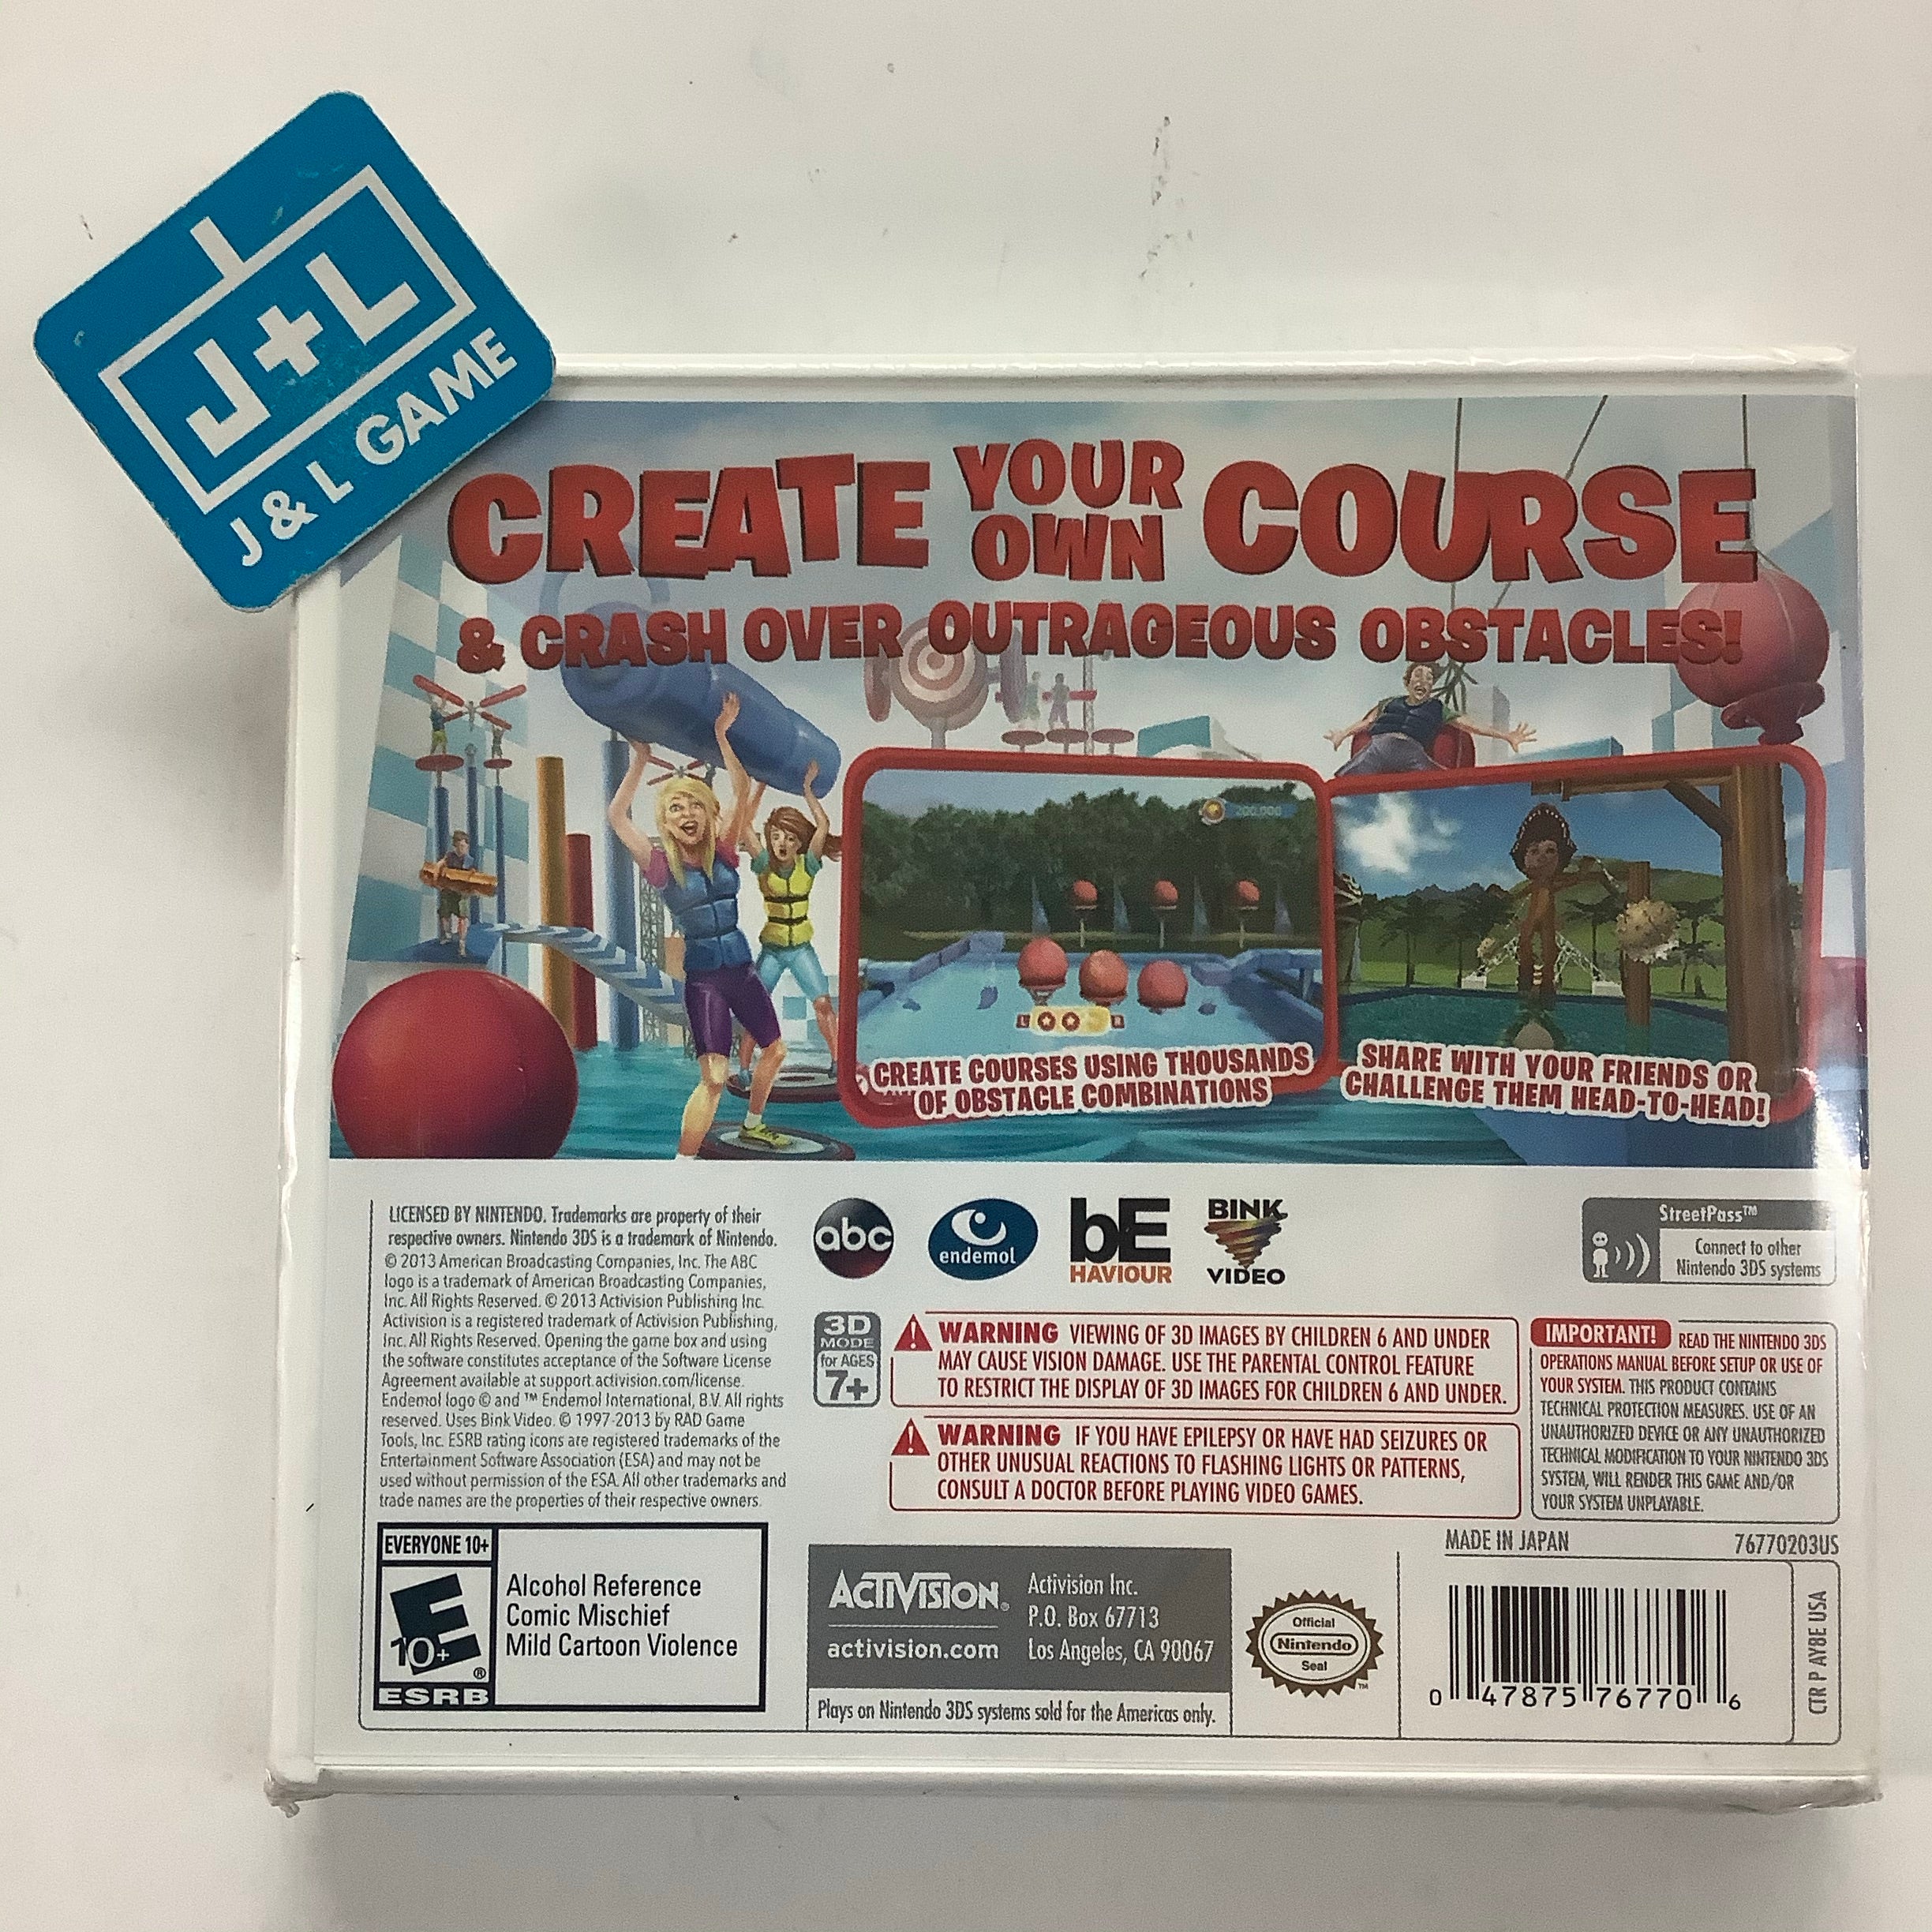 J+L
J & L GAME
CREATE YOUR OWN COURSE
& CRASH OVER OUTRAGEOUS OBSTACLES!
200,000
CREATE COURSES USING THOUSANDS
OF OBSTACLE COMBINATIONS
SHARE WITH YOUR FRIENDS OR
CHALLENGE THEM HEAD-TO-HEAD!
LICENSED BY NINTENDO. Trademarks are property of their
respective owners. Nintendo 3DS is a trademark of Nintendo.
© 2013 American Broadcasting Companies, Inc. The ABC
logo is a trademark of American Broadcasting Companies,
Inc. All Rights Reserved. © 2013 Activision Publishing Inc.
Activision is a registered trademark of Activision Publishing,
Inc. All Rights Reserved. Opening the game box and using
the software constitutes acceptance of the Software License
Agreement available at support.activision.com/license.
Endemol logo © and ™ Endemol International, B.V. All rights
reserved. Uses Bink Video. © 1997-2013 by RAD Game
Tools, Inc. ESRB rating icons are registered trademarks of the
Entertainment Software Association (ESA) and may not be
used without permission of the ESA. All other trademarks and
trade names are the properties of their respective owners.
abc
endemol
bE
HAVIOUR
BINK
VIDEO
StreetPass™
Connect to other
Nintendo 3DS systems
3D
MODE
for AGES
7+
WARNING VIEWING OF 3D IMAGES BY CHILDREN 6 AND UNDER
MAY CAUSE VISION DAMAGE. USE THE PARENTAL CONTROL FEATURE
TO RESTRICT THE DISPLAY OF 3D IMAGES FOR CHILDREN 6 AND UNDER.
WARNING IF YOU HAVE EPILEPSY OR HAVE HAD SEIZURES OR
OTHER UNUSUAL REACTIONS TO FLASHING LIGHTS OR PATTERNS,
CONSULT A DOCTOR BEFORE PLAYING VIDEO GAMES.
IMPORTANT! READ THE NINTENDO 3DS
OPERATIONS MANUAL BEFORE SETUP OR USE OF
YOUR SYSTEM. THIS PRODUCT CONTAINS
TECHNICAL PROTECTION MEASURES. USE OF AN
UNAUTHORIZED DEVICE OR ANY UNAUTHORIZED
TECHNICAL MODIFICATION TO YOUR NINTENDO 3DS
SYSTEM, WILL RENDER THIS GAME AND/OR
YOUR SYSTEM UNPLAYABLE.
MADE IN JAPAN 76770203US
EVERYONE 10+
E
10+
®
ESRB
Alcohol Reference
Comic Mischief
Mild Cartoon Violence
ACTIVISION®
activision.com
Activision Inc.
P.O. Box 67713
Los Angeles, CA 90067
Plays on Nintendo 3DS systems sold for the Americas only.
Official
Nintendo
Seal
™
0 47875 76770 6
CTR P AY8E USA